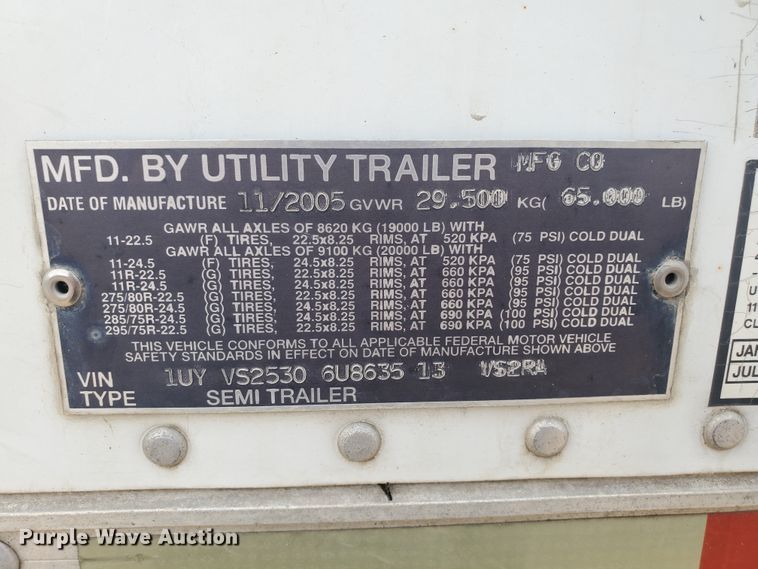 MFD. BY UTILITY TRAILER MFG CO
DATE OF MANUFACTURE 11/2005 GVWR 29.500 KG( 65.000 LB)
GAWR ALL AXLES OF 8620 KG (19000 LB) WITH
11-22.5 (F) TIRES, 22.5x8.25 RIMS, AT 520 KPA (75 PSI) COLD DUAL
GAWR ALL AXLES OF 9100 KG (20000 LB) WITH
11-24.5 (F) TIRES, 24.5x8.25 RIMS, AT 520 KPA (75 PSI) COLD DUAL
11R-22.5 (G) TIRES, 22.5x8.25 RIMS, AT 660 KPA (95 PSI) COLD DUAL
11R-24.5 (G) TIRES, 24.5x8.25 RIMS, AT 660 KPA (95 PSI) COLD DUAL
275/80R-22.5 (G) TIRES, 22.5x8.25 RIMS, AT 660 KPA (95 PSI) COLD DUAL
275/80R-24.5 (G) TIRES, 24.5x8.25 RIMS, AT 660 KPA (95 PSI) COLD DUAL
285/75R-24.5 (G) TIRES, 24.5x8.25 RIMS, AT 690 KPA (100 PSI) COLD DUAL
295/75R-22.5 (G) TIRES, 22.5x8.25 RIMS, AT 690 KPA (100 PSI) COLD DUAL
THIS VEHICLE CONFORMS TO ALL APPLICABLE FEDERAL MOTOR VEHICLE
SAFETY STANDARDS IN EFFECT ON DATE OF MANUFACTURE SHOWN ABOVE
VIN 1UY VS2530 6U8635 13 VS2RA
TYPE SEMI TRAILER
JAN
JUL
Purple Wave Auction